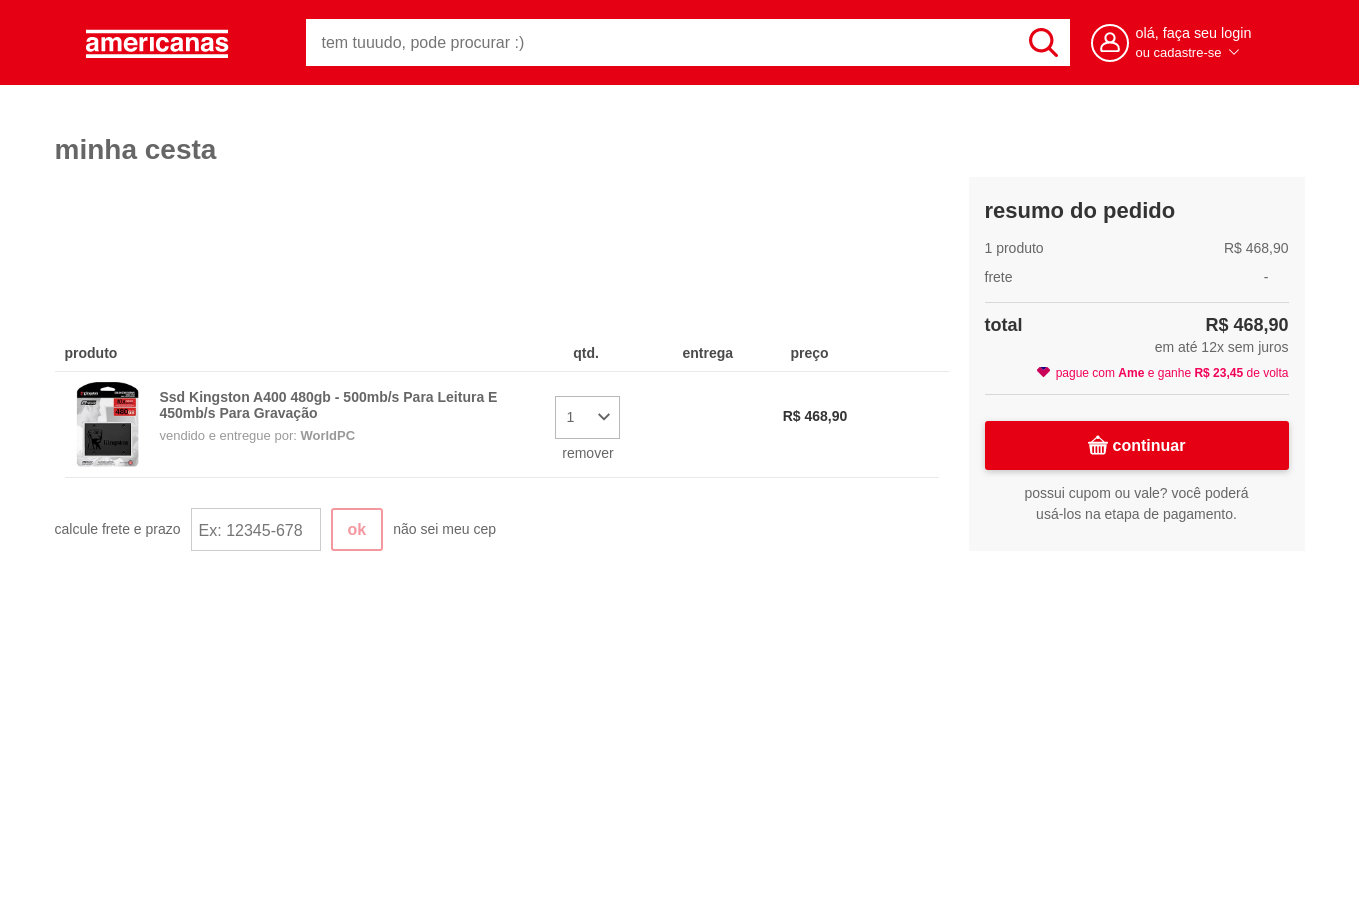 americanas
tem tuuudo, pode procurar :)
olá, faça seu login
ou cadastre-se
minha cesta
produto
qtd.
entrega
preço
Ssd Kingston A400 480gb - 500mb/s Para Leitura E
450mb/s Para Gravação
vendido e entregue por: WorldPC
1
remover
R$ 468,90
calcule frete e prazo
Ex: 12345-678
ok
não sei meu cep
resumo do pedido
1 produto R$ 468,90
frete -
total R$ 468,90
em até 12x sem juros
pague com Ame e ganhe R$ 23,45 de volta
continuar
possui cupom ou vale? você poderá
usá-los na etapa de pagamento.